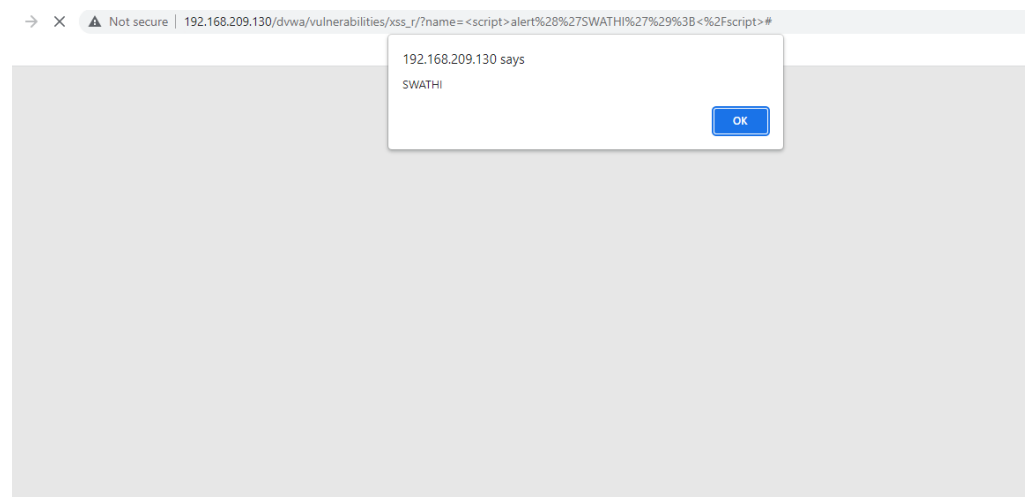 Not secure | 192.168.209.130/dvwa/vulnerabilities/xss_r/?name=<script>alert%28%27SWATHI%27%29%3B<%2Fscript>#
192.168.209.130 says
SWATHI
OK